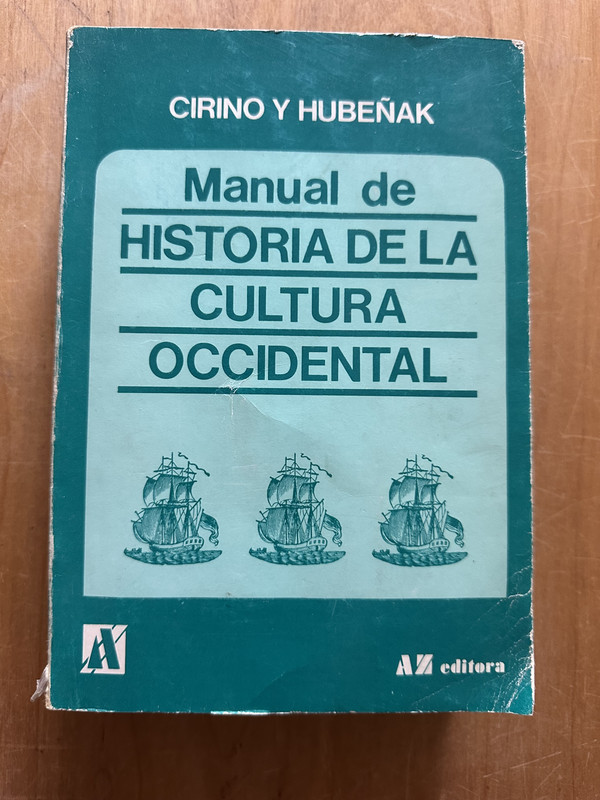 CIRINO Y HUBEÑAK
Manual de
HISTORIA DE LA
CULTURA
OCCIDENTAL
AZ editora